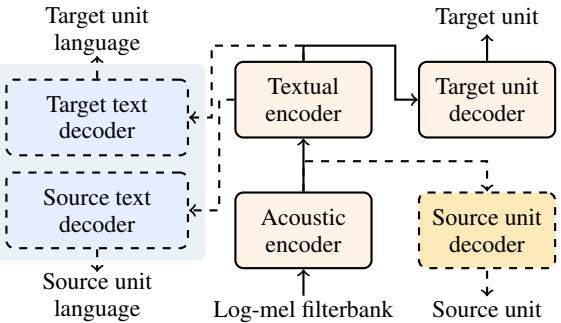 Target unit
language
Target text
decoder
Source text
decoder
Source unit
language
Textual
encoder
Acoustic
encoder
Log-mel filterbank
Target unit
Target unit
decoder
Source unit
decoder
Source unit